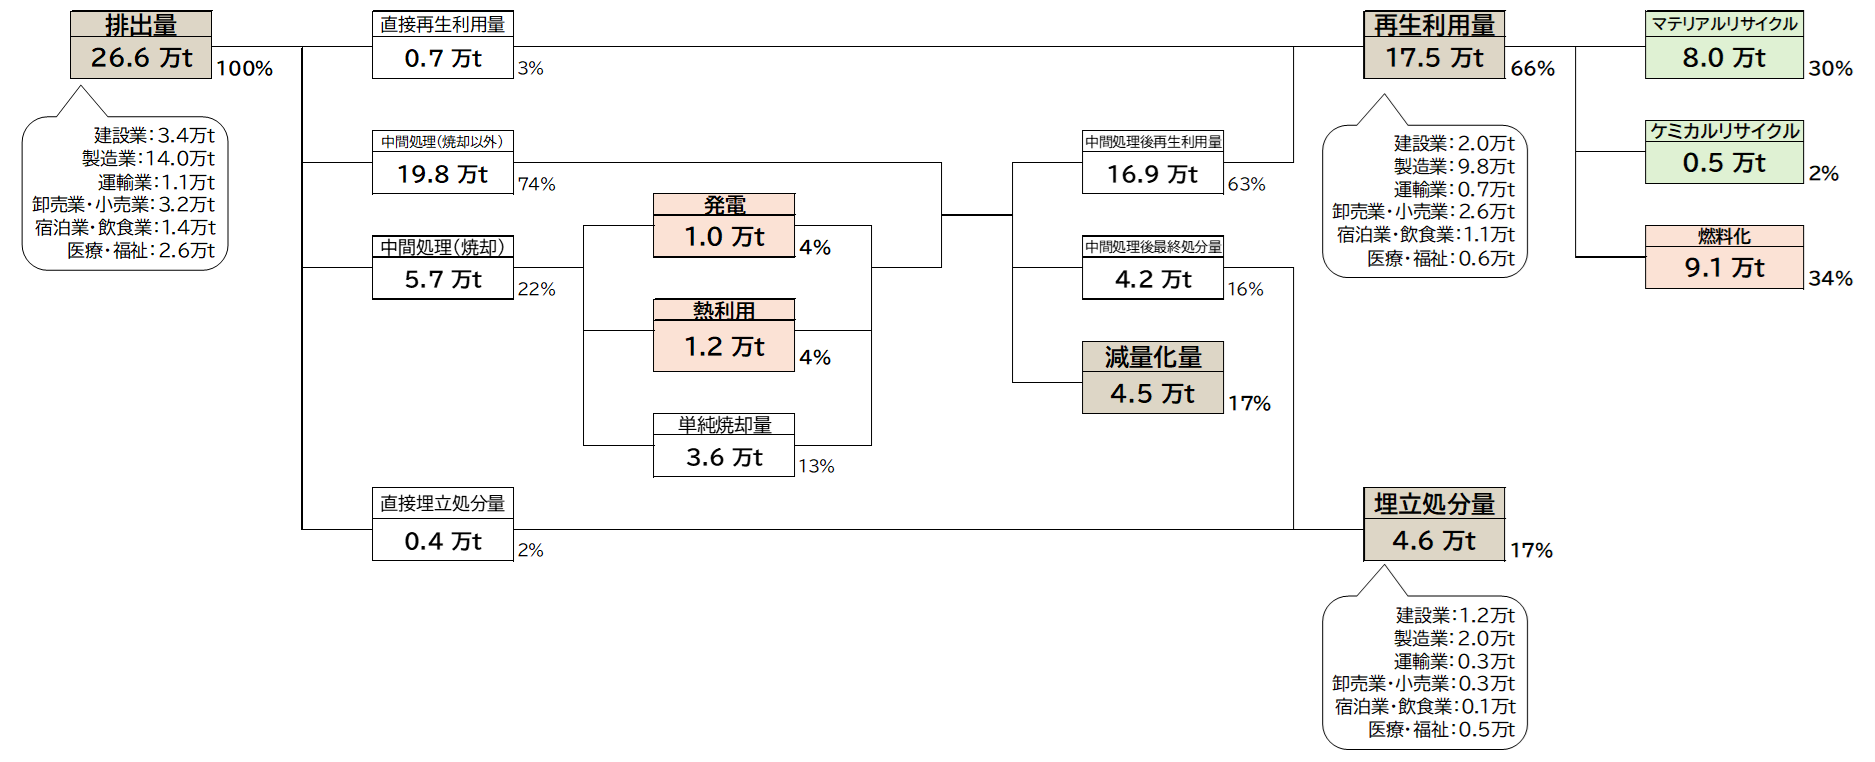 排出量
26.6 万t
100%
建設業：3.4万t
製造業：14.0万t
運輸業：1.1万t
卸売業・小売業：3.2万t
宿泊業・飲食業：1.4万t
医療・福祉：2.6万t
直接再生利用量
0.7 万t
3%
中間処理（焼却以外）
19.8 万t
74%
中間処理（焼却）
5.7 万t
22%
直接埋立処分量
0.4 万t
2%
発電
1.0 万t
4%
熱利用
1.2 万t
4%
単純焼却量
3.6 万t
13%
中間処理後再生利用量
16.9 万t
63%
中間処理後最終処分量
4.2 万t
16%
減量化量
4.5 万t
17%
再生利用量
17.5 万t
66%
建設業：2.0万t
製造業：9.8万t
運輸業：0.7万t
卸売業・小売業：2.6万t
宿泊業・飲食業：1.1万t
医療・福祉：0.6万t
埋立処分量
4.6 万t
17%
建設業：1.2万t
製造業：2.0万t
運輸業：0.3万t
卸売業・小売業：0.3万t
宿泊業・飲食業：0.1万t
医療・福祉：0.5万t
マテリアルリサイクル
8.0 万t
30%
ケミカルリサイクル
0.5 万t
2%
燃料化
9.1 万t
34%